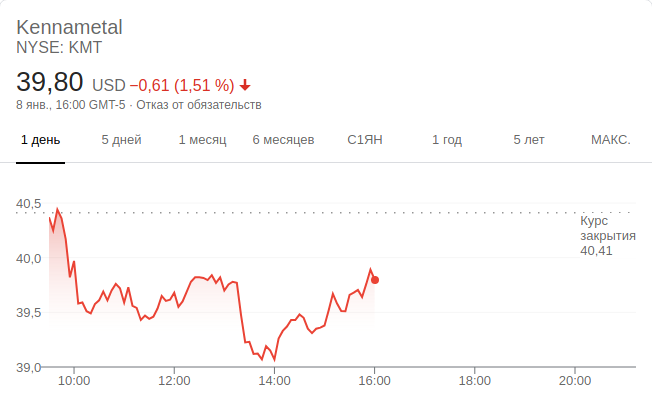 Kennametal
NYSE: KMT
39,80 USD −0,61 (1,51 %)
8 янв., 16:00 GMT-5 · Отказ от обязательств
1 день 5 дней 1 месяц 6 месяцев С1ЯН 1 год 5 лет МАКС.
40,5
Курс
закрытия
40,41
40,0
39,5
39,0
10:00 12:00 14:00 16:00 18:00 20:00